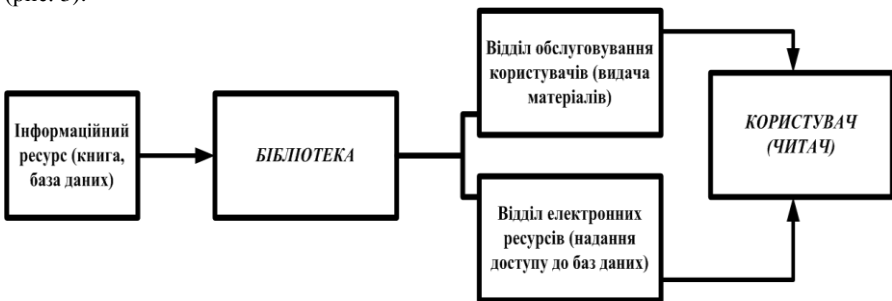 (рис. 3).
Відділ обслуговування
користувачів (видача
матеріалів)
Інформаційний
ресурс (книга,
база даних)
БІБЛІОТЕКА
КОРИСТУВАЧ
(ЧИТАЧ)
Відділ електронних
ресурсів (надання
доступу до баз даних)